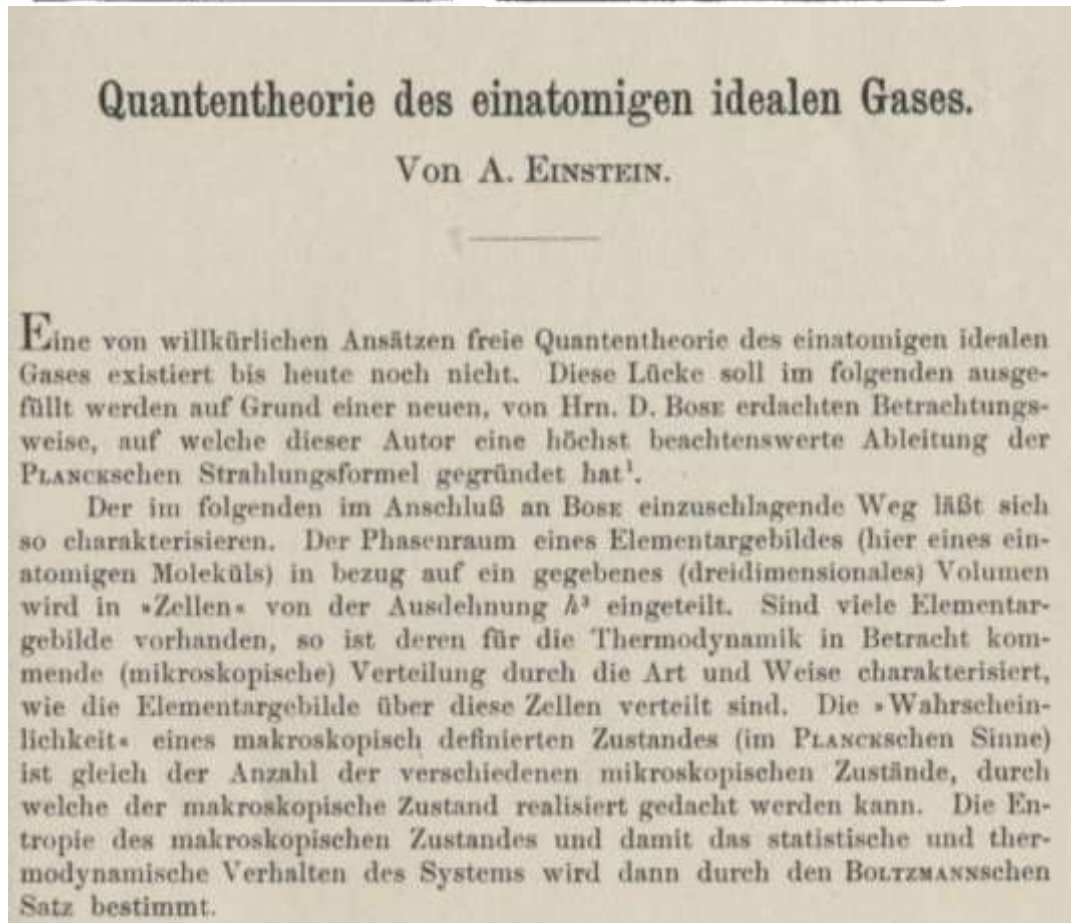 Quantentheorie des einatomigen idealen Gases.
Von A. EINSTEIN.
Eine von willkürlichen Ansätzen freie Quantentheorie des einatomigen idealen
Gases existiert bis heute noch nicht. Diese Lücke soll im folgenden ausge-
füllt werden auf Grund einer neuen, von Hrn. D. BOSE erdachten Betrachtungs-
weise, auf welche dieser Autor eine höchst beachtenswerte Ableitung der
PLANCKschen Strahlungsformel gegründet hat¹.
Der im folgenden im Anschluß an BOSE einzuschlagende Weg läßt sich
so charakterisieren. Der Phasenraum eines Elementargebildes (hier eines ein-
atomigen Moleküls) in bezug auf ein gegebenes (dreidimensionales) Volumen
wird in »Zellen« von der Ausdehnung h³ eingeteilt. Sind viele Elementar-
gebilde vorhanden, so ist deren für die Thermodynamik in Betracht kom-
mende (mikroskopische) Verteilung durch die Art und Weise charakterisiert,
wie die Elementargebilde über diese Zellen verteilt sind. Die »Wahrschein-
lichkeit« eines makroskopisch definierten Zustandes (im PLANCKschen Sinne)
ist gleich der Anzahl der verschiedenen mikroskopischen Zustände, durch
welche der makroskopische Zustand realisiert gedacht werden kann. Die En-
tropie des makroskopischen Zustandes und damit das statistische und ther-
modynamische Verhalten des Systems wird dann durch den BOLTZMANNschen
Satz bestimmt.